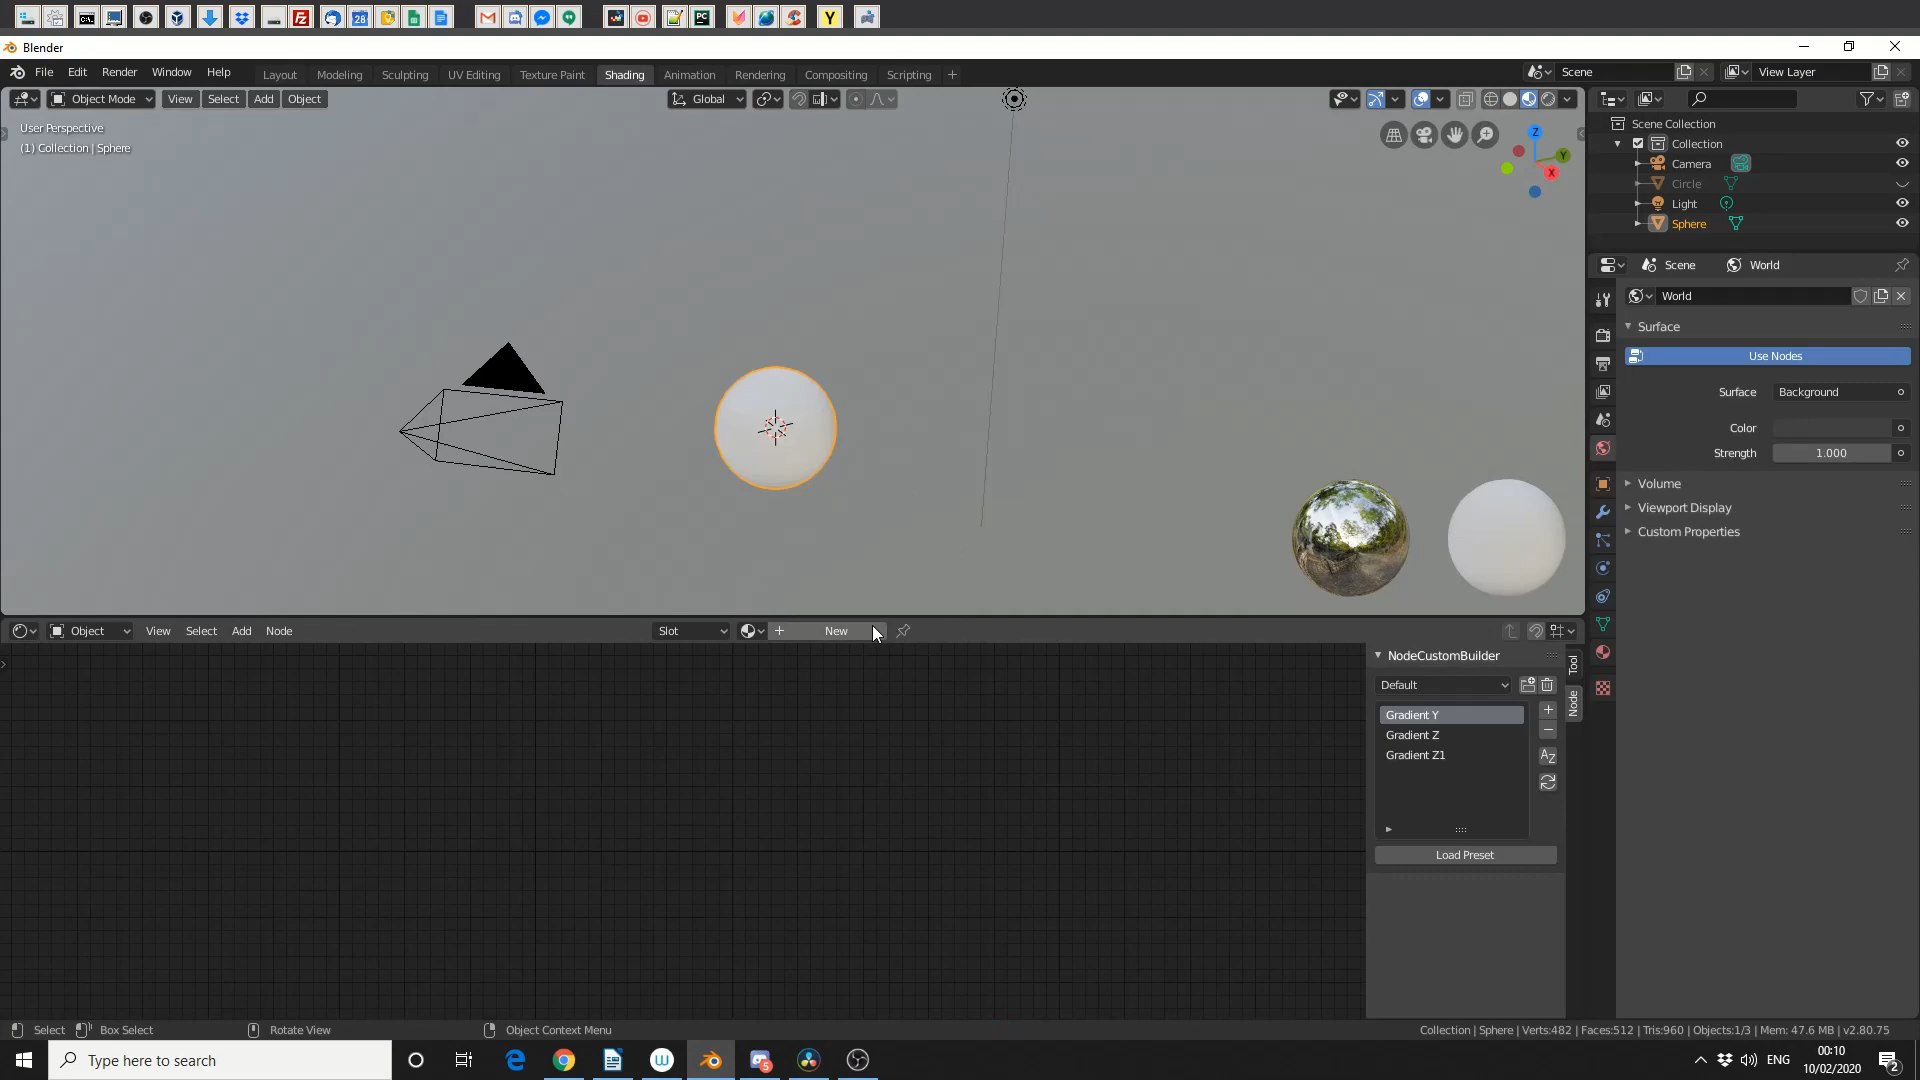 Blender
File Edit Render Window Help Layout Modeling Sculpting UV Editing Texture Paint Shading Animation Rendering Compositing Scripting + Scene View Layer
Object Mode View Select Add Object Global
User Perspective
(1) Collection | Sphere
Z
Y
X
Scene Collection
Collection
Camera
Circle
Light
Sphere
Scene World
World
Surface
Use Nodes
Surface Background
Color
Strength 1.000
Volume
Viewport Display
Custom Properties
Object View Select Add Node Slot + New
NodeCustomBuilder
Default
Gradient Y
Gradient Z
Gradient Z1
Load Preset
Tool
Node
Select Box Select Rotate View Object Context Menu Collection | Sphere | Verts:482 | Faces:512 | Tris:960 | Objects:1/3 | Mem: 47.6 MB | v2.80.75
Type here to search
ENG
00:10
10/02/2020